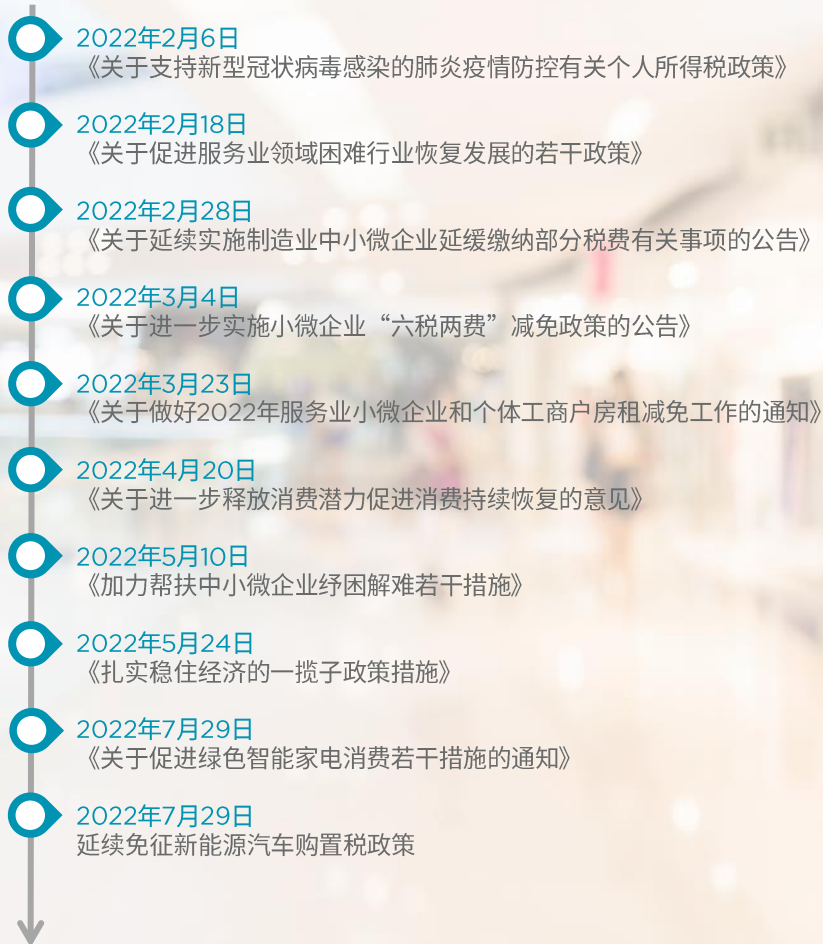 2022年2月6日
《关于支持新型冠状病毒感染的肺炎疫情防控有关个人所得税政策》
2022年2月18日
《关于促进服务业领域困难行业恢复发展的若干政策》
2022年2月28日
《关于延续实施制造业中小微企业延缓缴纳部分税费有关事项的公告》
2022年3月4日
《关于进一步实施小微企业“六税两费”减免政策的公告》
2022年3月23日
《关于做好2022年服务业小微企业和个体工商户房租减免工作的通知》
2022年4月20日
《关于进一步释放消费潜力促进消费持续恢复的意见》
2022年5月10日
《加力帮扶中小微企业纾困解难若干措施》
2022年5月24日
《扎实稳住经济的一揽子政策措施》
2022年7月29日
《关于促进绿色智能家电消费若干措施的通知》
2022年7月29日
延续免征新能源汽车购置税政策